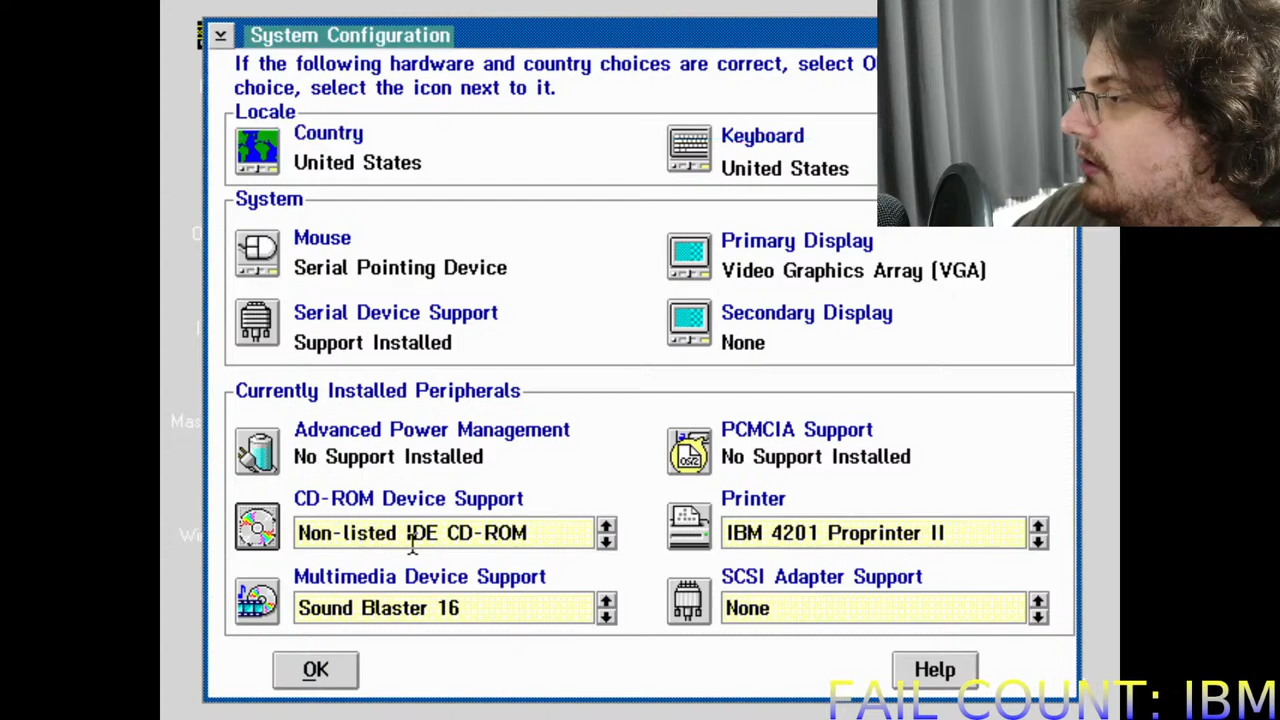 System Configuration
If the following hardware and country choices are correct, select O
choice, select the icon next to it.
Locale
Country
United States
Keyboard
United States
System
Mouse
Serial Pointing Device
Primary Display
Video Graphics Array (VGA)
Serial Device Support
Support Installed
Secondary Display
None
Currently Installed Peripherals
Advanced Power Management
No Support Installed
PCMCIA Support
No Support Installed
CD-ROM Device Support
Non-listed IDE CD-ROM
Printer
IBM 4201 Proprinter II
Multimedia Device Support
Sound Blaster 16
SCSI Adapter Support
None
OK
Help
FAIL COUNT: IBM